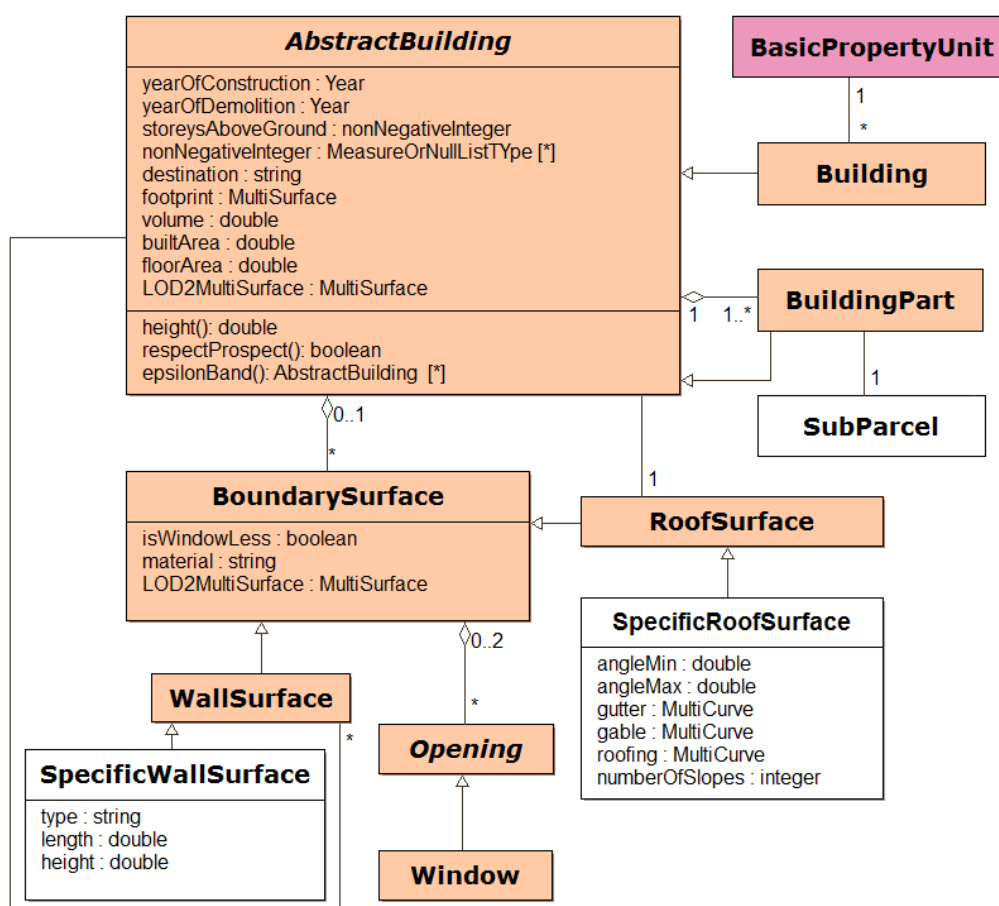 AbstractBuilding
yearOfConstruction : Year
yearOfDemolition : Year
storeysAboveGround : nonNegativeInteger
nonNegativeInteger : MeasureOrNullListTYpe [*]
destination : string
footprint : MultiSurface
volume : double
builtArea : double
floorArea : double
LOD2MultiSurface : MultiSurface
height(): double
respectProspect(): boolean
epsilonBand(): AbstractBuilding [*]
BasicPropertyUnit
1
*
Building
BuildingPart
1
1..*
1
SubParcel
0..1
*
1
BoundarySurface
isWindowLess : boolean
material : string
LOD2MultiSurface : MultiSurface
RoofSurface
SpecificRoofSurface
angleMin : double
angleMax : double
gutter : MultiCurve
gable : MultiCurve
roofing : MultiCurve
numberOfSlopes : integer
0..2
*
WallSurface
*
Opening
SpecificWallSurface
type : string
length : double
height : double
Window